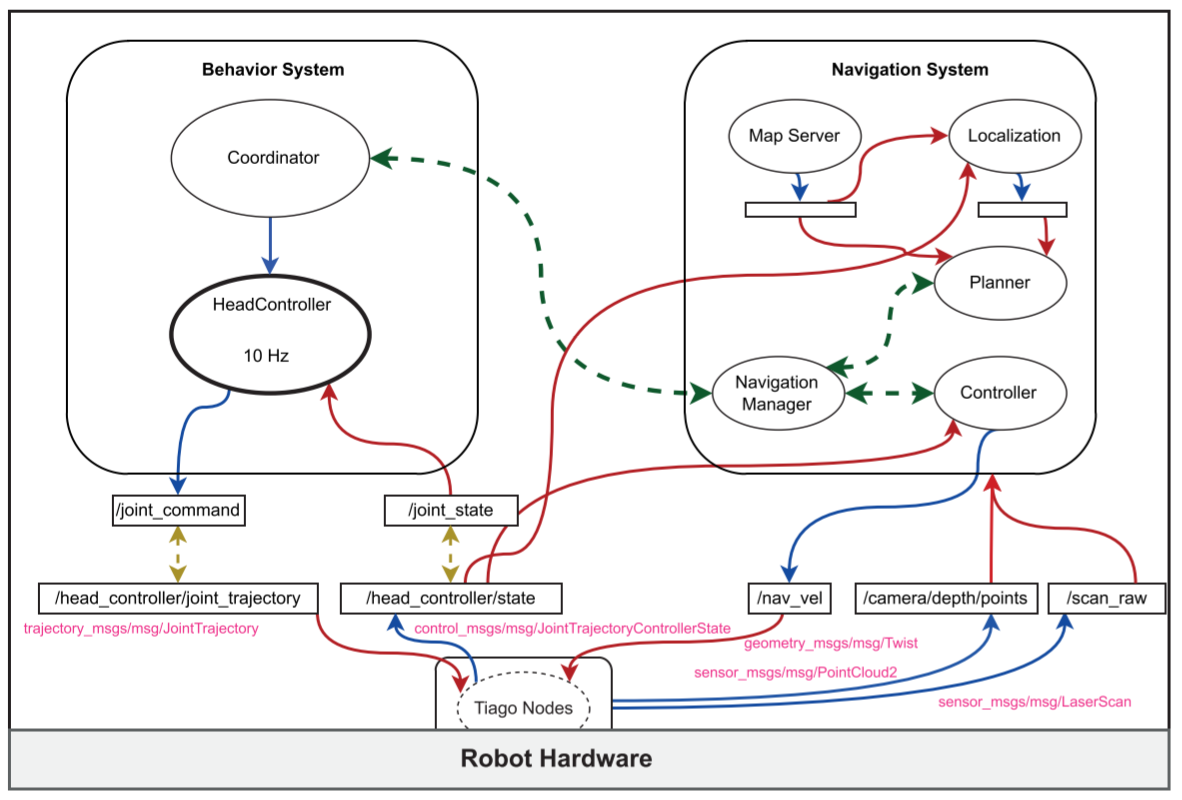 Behavior System
Navigation System
Coordinator
Map Server
Localization
HeadController
10 Hz
Planner
Navigation
Manager
Controller
/joint_command
/joint_state
/head_controller/joint_trajectory
/head_controller/state
/nav_vel
/camera/depth/points
/scan_raw
trajectory_msgs/msg/JointTrajectory
control_msgs/msg/JointTrajectoryControllerState
geometry_msgs/msg/Twist
sensor_msgs/msg/PointCloud2
sensor_msgs/msg/LaserScan
Tiago Nodes
Robot Hardware